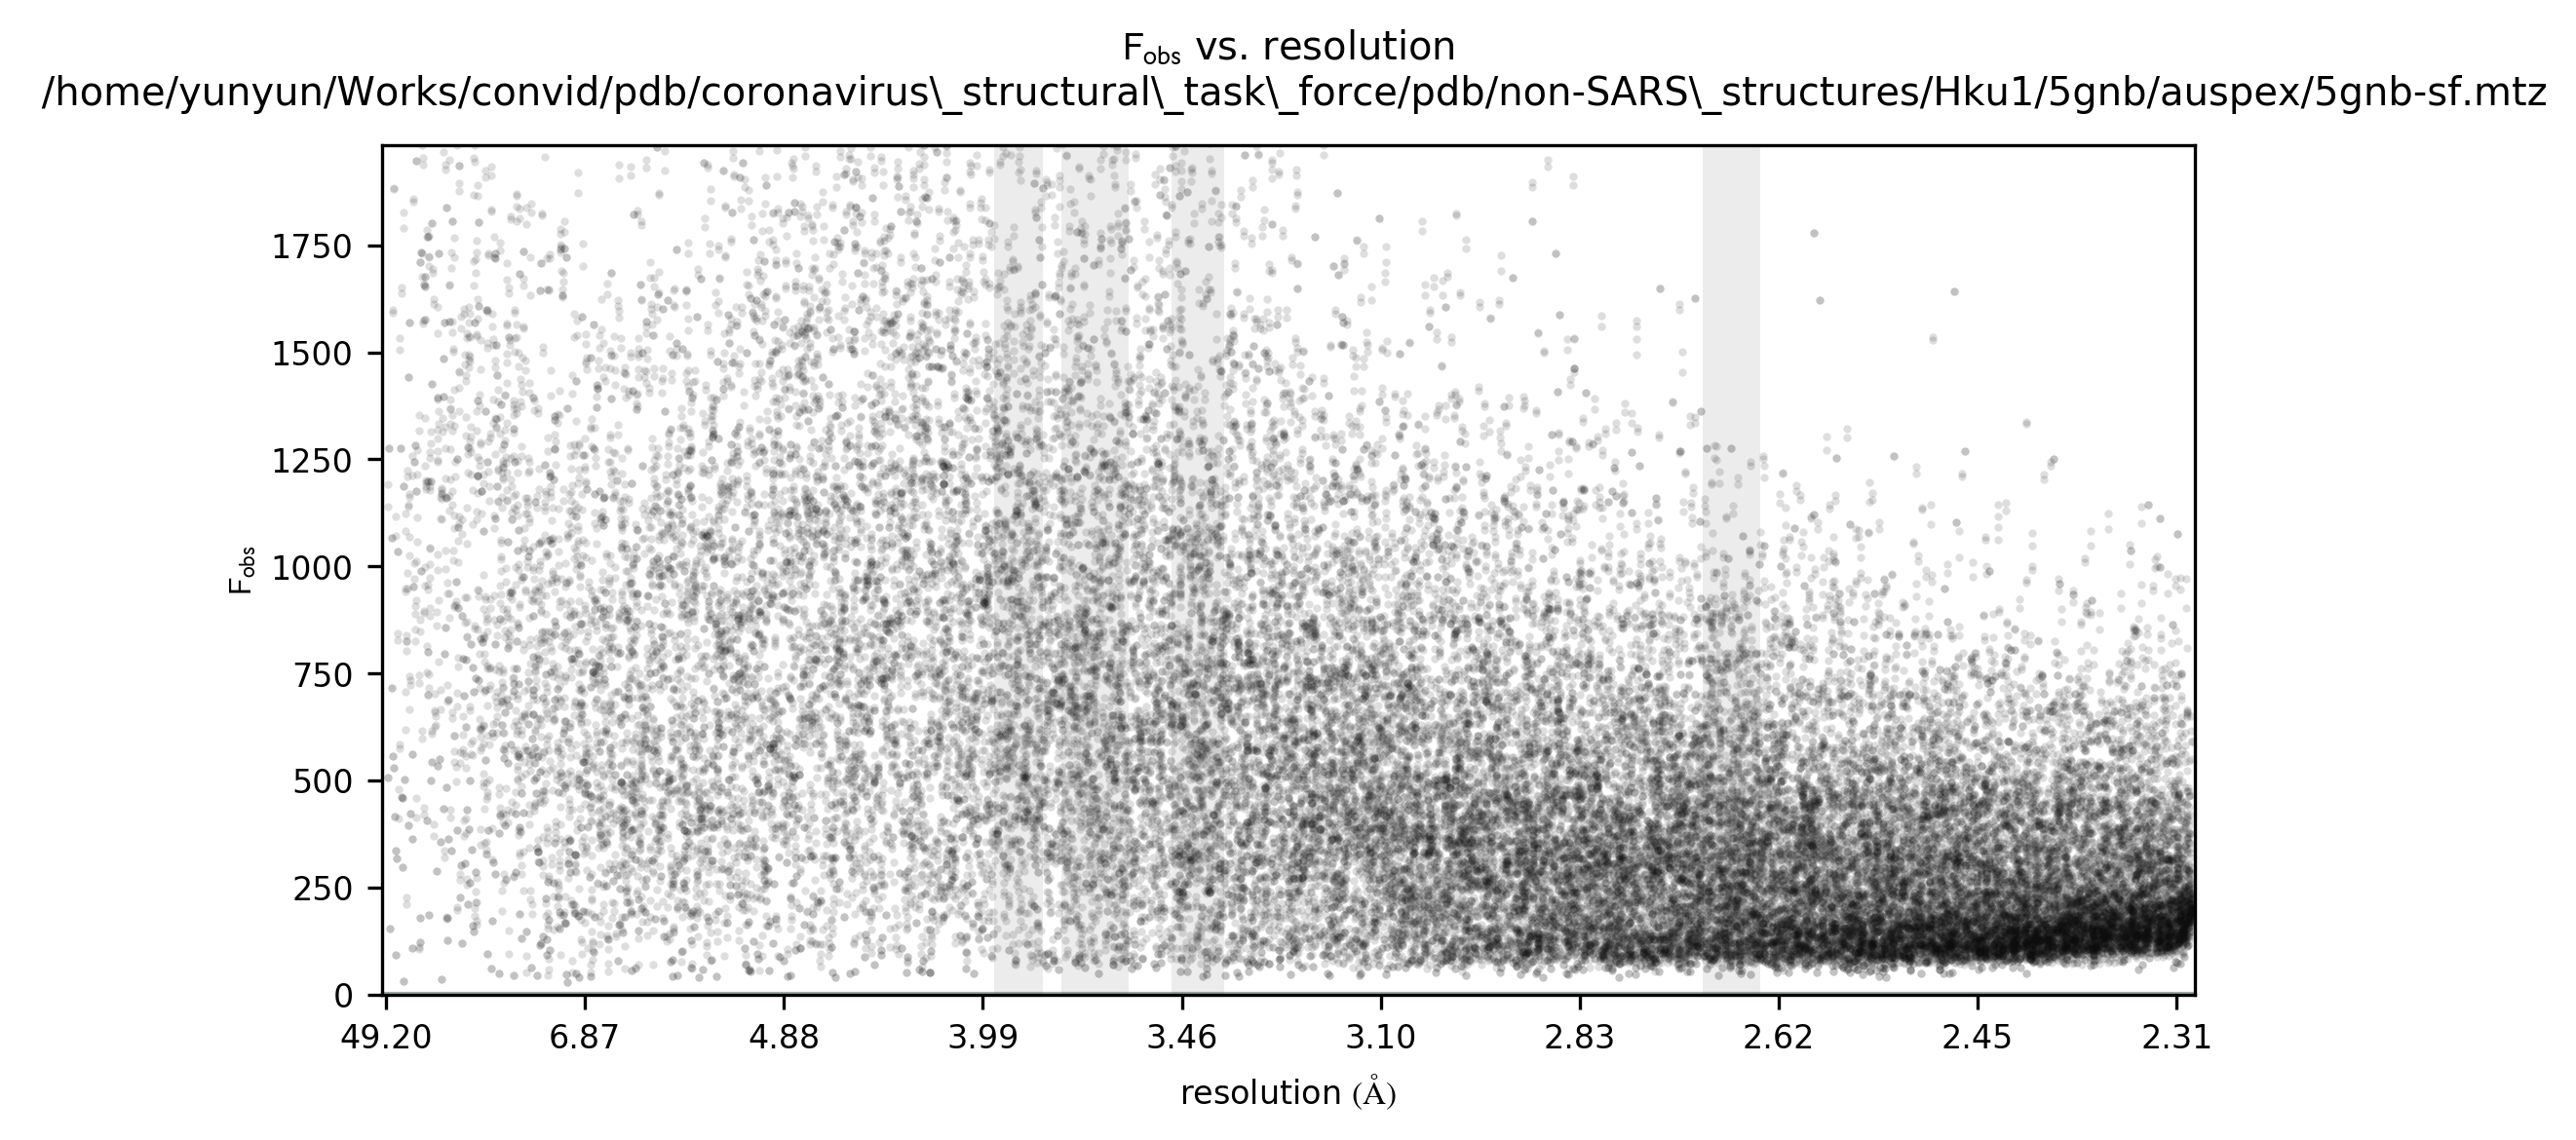 F_obs vs. resolution
/home/yunyun/Works/convid/pdb/coronavirus\_structural\_task\_force/pdb/non-SARS\_structures/Hku1/5gnb/auspex/5gnb-sf.mtz
1750
1500
1250
1000
750
500
250
0
F_obs
49.20 6.87 4.88 3.99 3.46 3.10 2.83 2.62 2.45 2.31
resolution (Å)